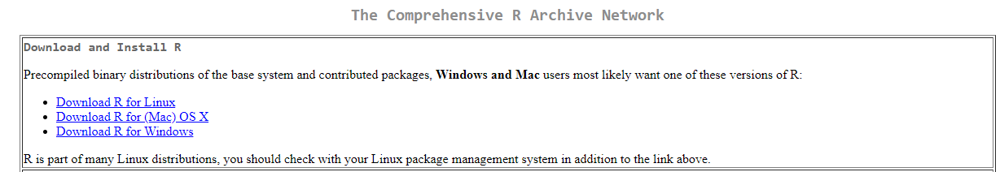 The Comprehensive R Archive Network
Download and Install R
Precompiled binary distributions of the base system and contributed packages, Windows and Mac users most likely want one of these versions of R:
Download R for Linux
Download R for (Mac) OS X
Download R for Windows
R is part of many Linux distributions, you should check with your Linux package management system in addition to the link above.